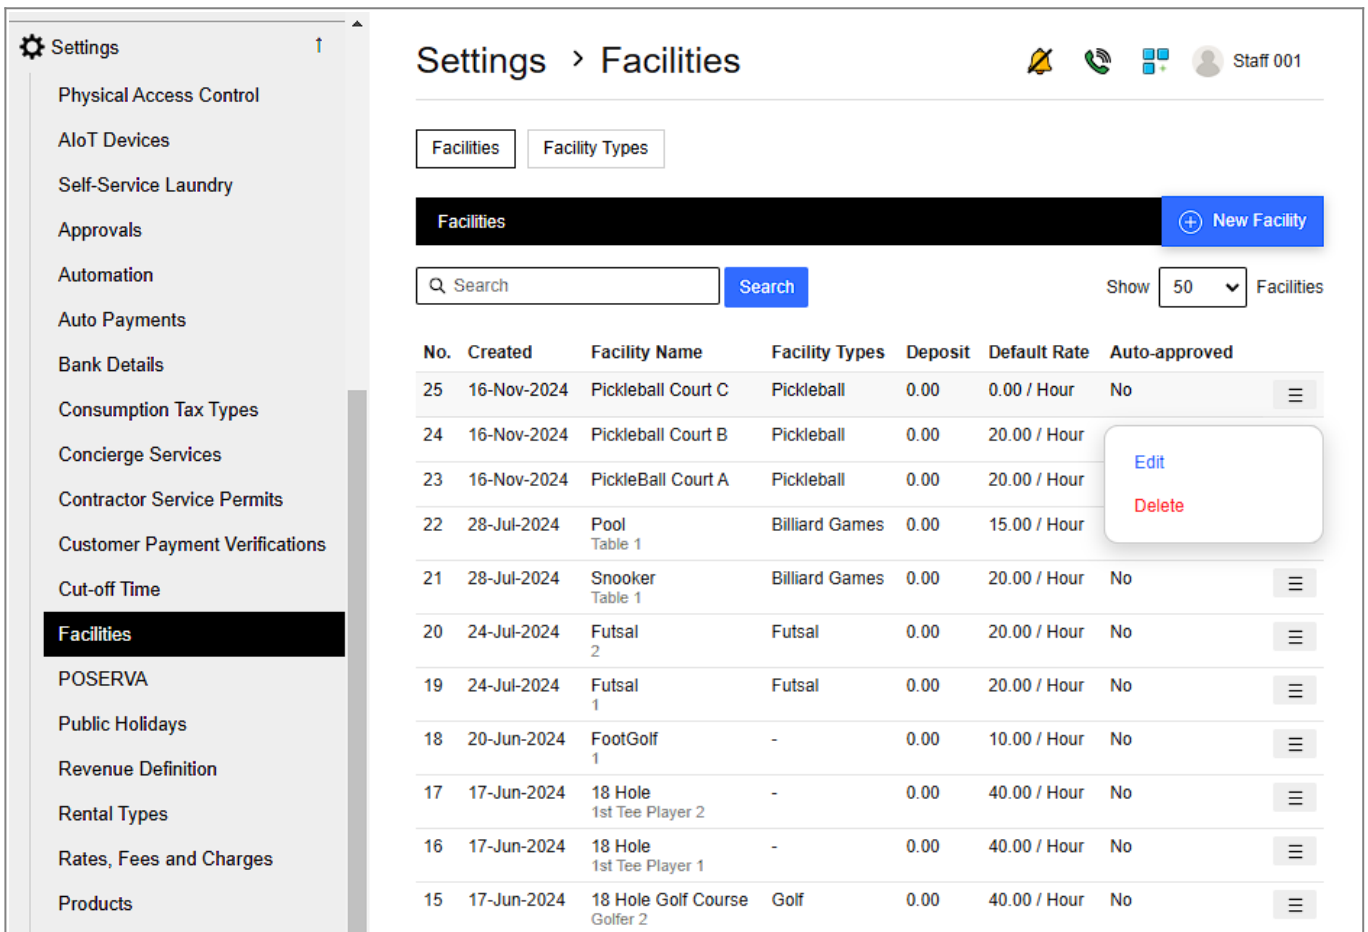 Settings ↑
Physical Access Control
AIoT Devices
Self-Service Laundry
Approvals
Automation
Auto Payments
Bank Details
Consumption Tax Types
Concierge Services
Contractor Service Permits
Customer Payment Verifications
Cut-off Time
Facilities
POSERVA
Public Holidays
Revenue Definition
Rental Types
Rates, Fees and Charges
Products
Settings > Facilities
Staff 001
Facilities Facility Types
Facilities New Facility
Search Search Show 50 Facilities
No. Created Facility Name Facility Types Deposit Default Rate Auto-approved
25 16-Nov-2024 Pickleball Court C Pickleball 0.00 0.00 / Hour No
24 16-Nov-2024 Pickleball Court B Pickleball 0.00 20.00 / Hour
Edit
23 16-Nov-2024 PickleBall Court A Pickleball 0.00 20.00 / Hour
Delete
22 28-Jul-2024 Pool Billiard Games 0.00 15.00 / Hour
Table 1
21 28-Jul-2024 Snooker Billiard Games 0.00 20.00 / Hour No
Table 1
20 24-Jul-2024 Futsal Futsal 0.00 20.00 / Hour No
2
19 24-Jul-2024 Futsal Futsal 0.00 20.00 / Hour No
1
18 20-Jun-2024 FootGolf - 0.00 10.00 / Hour No
1
17 17-Jun-2024 18 Hole - 0.00 40.00 / Hour No
1st Tee Player 2
16 17-Jun-2024 18 Hole - 0.00 40.00 / Hour No
1st Tee Player 1
15 17-Jun-2024 18 Hole Golf Course Golf 0.00 40.00 / Hour No
Golfer 2